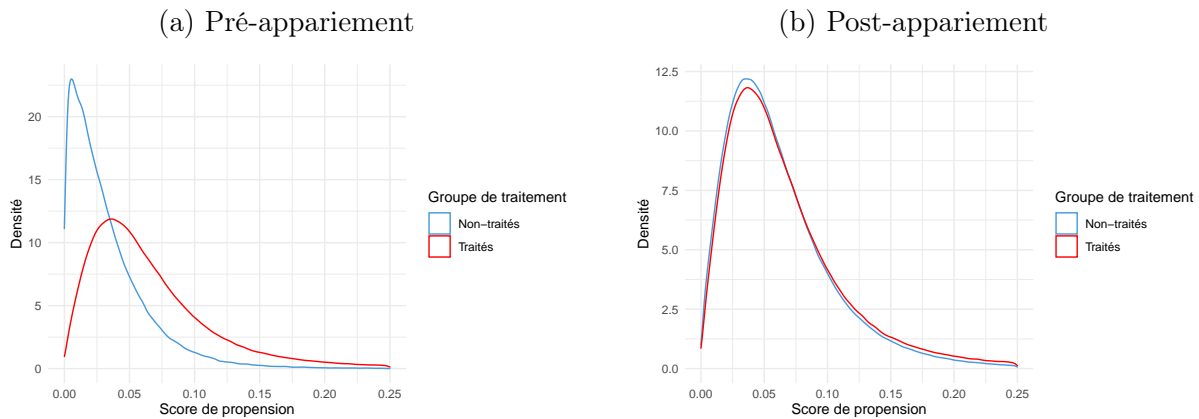 (a) Pré-appariement
20
15
10
5
0
Densité
0.00 0.05 0.10 0.15 0.20 0.25
Score de propension
Groupe de traitement
Non−traités
Traités
(b) Post-appariement
12.5
10.0
7.5
5.0
2.5
0.0
Densité
0.00 0.05 0.10 0.15 0.20 0.25
Score de propension
Groupe de traitement
Non−traités
Traités